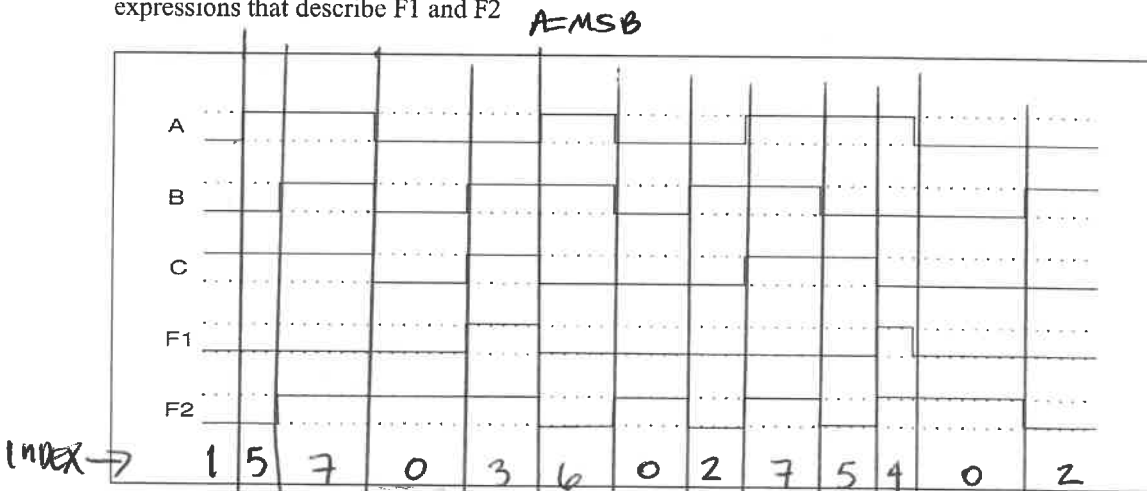 expressions that describe F1 and F2
A=MSB
A
B
C
F1
F2
INDEX → 1 5 7 0 3 6 0 2 7 5 4 0 2